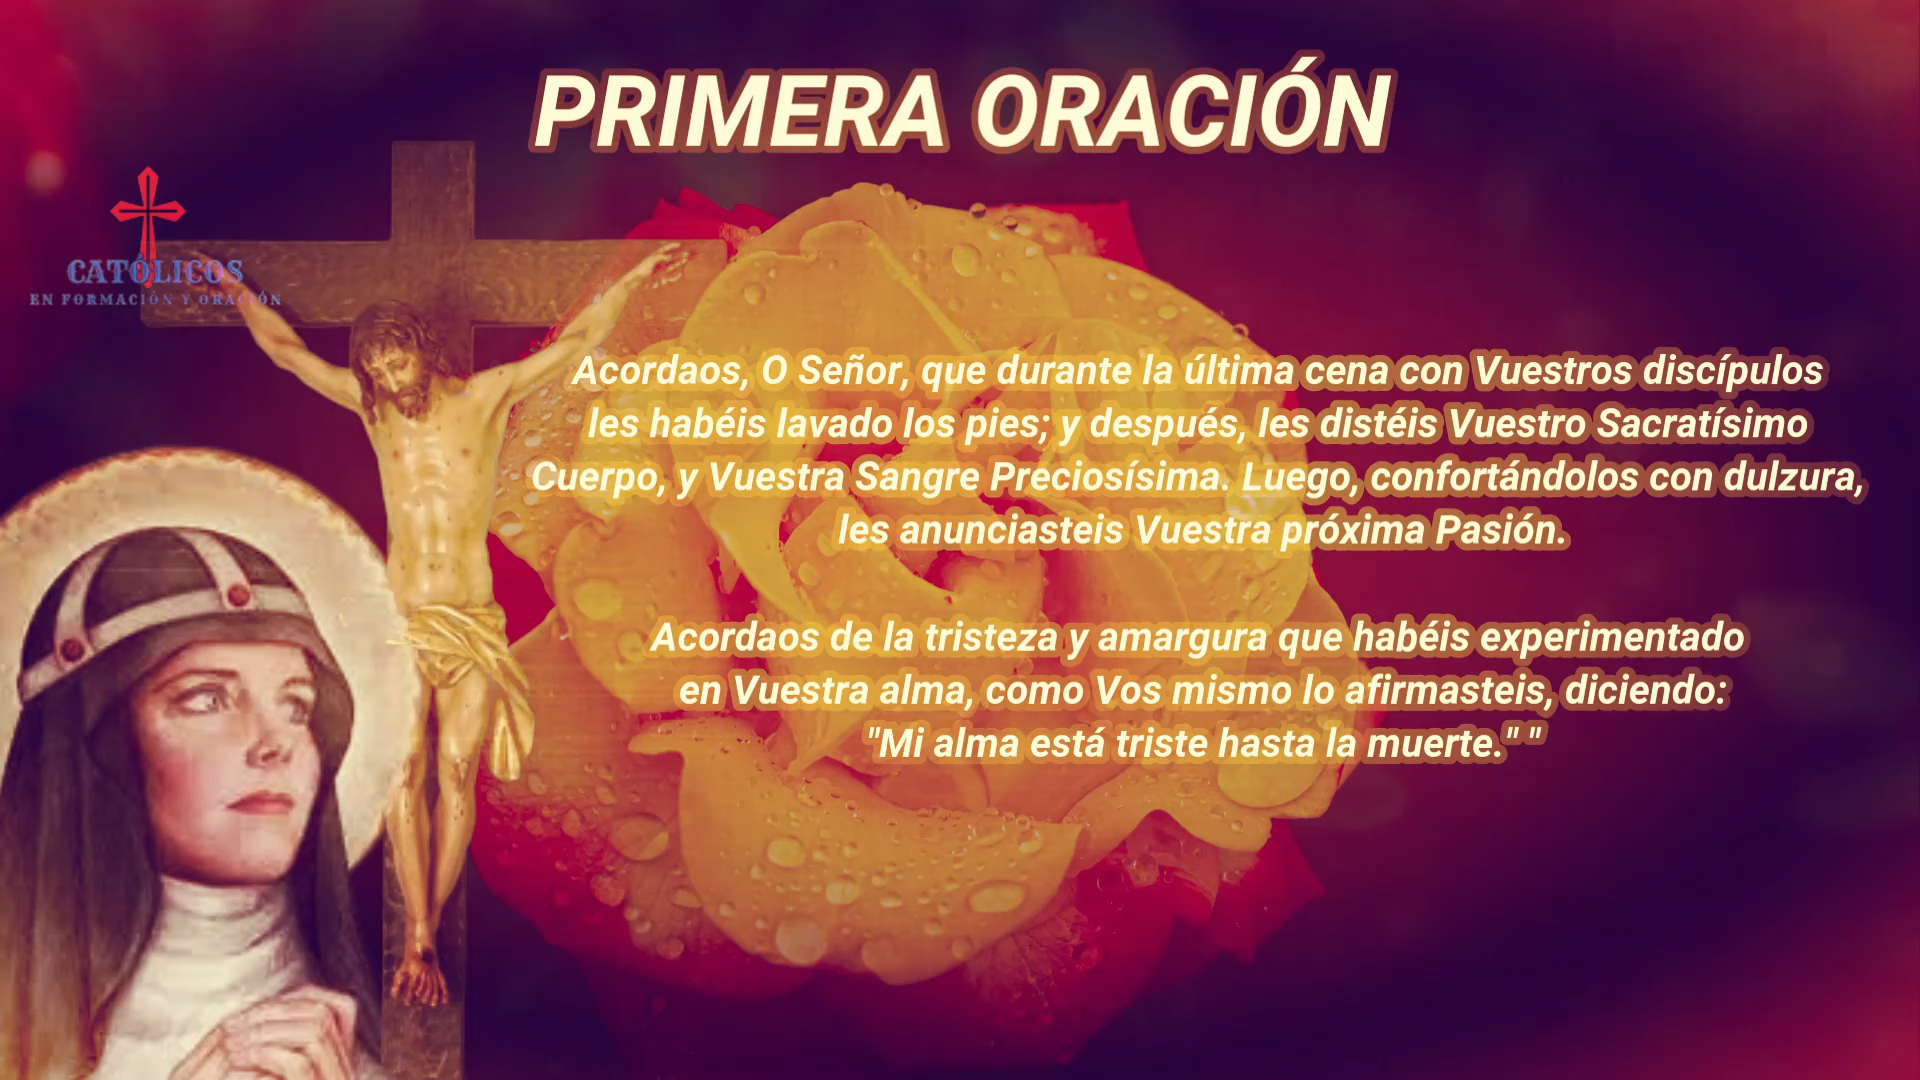 PRIMERA ORACIÓN
CATÓLICOS
EN FORMACIÓN Y ORACIÓN
Acordaos, O Señor, que durante la última cena con Vuestros discípulos
les habéis lavado los pies; y después, les distéis Vuestro Sacratísimo
Cuerpo, y Vuestra Sangre Preciosísima. Luego, confortándolos con dulzura,
les anunciasteis Vuestra próxima Pasión.
Acordaos de la tristeza y amargura que habéis experimentado
en Vuestra alma, como Vos mismo lo afirmasteis, diciendo:
"Mi alma está triste hasta la muerte." "